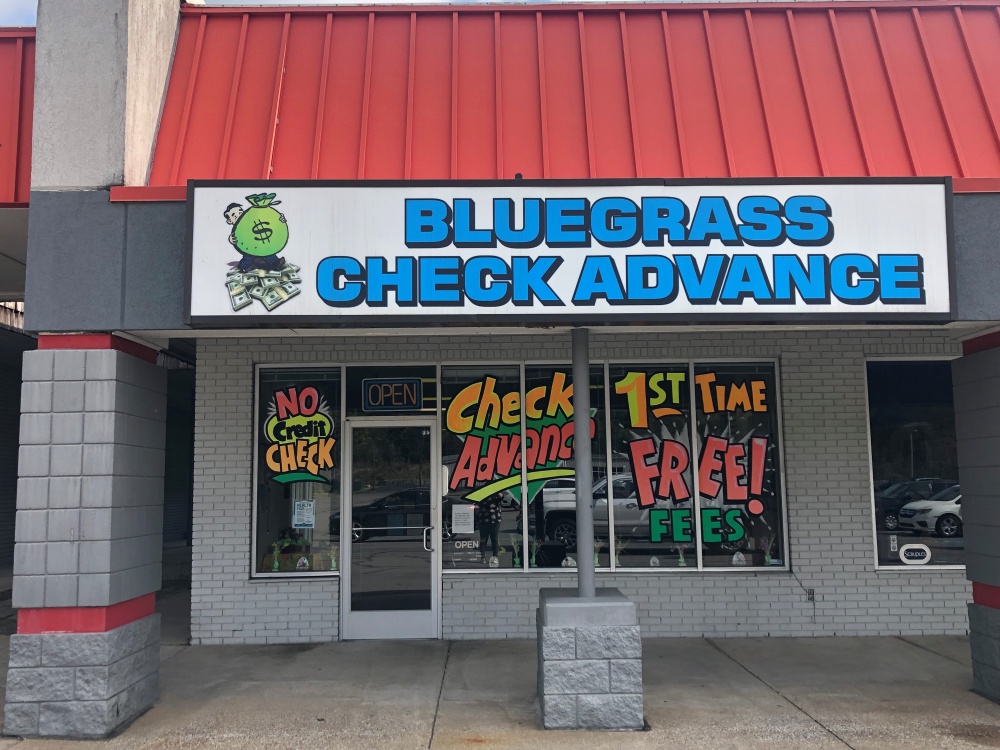 $
BLUEGRASS
CHECK ADVANCE
NO
Credit
CHECK
OPEN
Check
Advance
1ST TIME
FREE!
FEES
OPEN